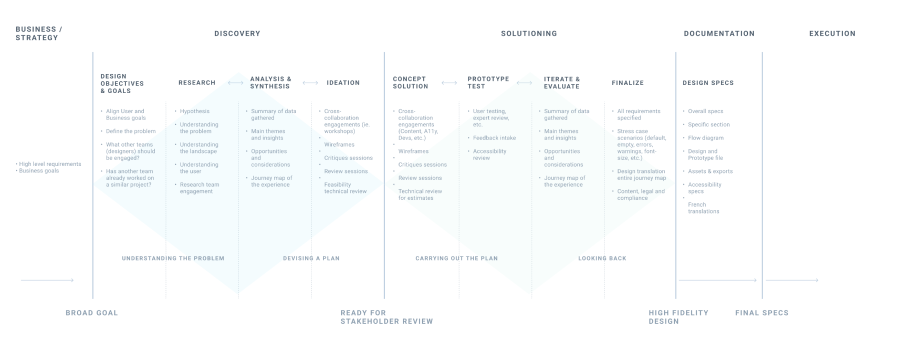 BUSINESS /
STRATEGY
DISCOVERY
SOLUTIONING
DOCUMENTATION
EXECUTION
DESIGN
OBJECTIVES
& GOALS
RESEARCH
ANALYSIS &
SYNTHESIS
IDEATION
CONCEPT
SOLUTION
PROTOTYPE
TEST
ITERATE &
EVALUATE
FINALIZE
DESIGN SPECS
• High level requirements
• Business goals
• Align User and
Business goals
• Define the problem
• What other teams
(designers) should
be engaged?
• Has another team
already worked on
a similar project?
• Hypothesis
• Understanding
the problem
• Understanding
the landscape
• Understanding
the user
• Research team
engagement
• Summary of data
gathered
• Main themes
and insights
• Opportunities
and
considerations
• Journey map of
the experience
• Cross-
collaboration
engagements (ie.
workshops)
•
Wireframes
•
Critiques sessions
•
Review sessions
•
Feasibility
technical review
• Cross-
collaboration
engagements
(Content, A11y,
Devs, etc.)
•
Wireframes
•
Critiques sessions
•
Review sessions
•
Technical review
for estimates
• User testing,
expert review,
etc.
• Feedback intake
• Accessibility
review
• Summary of data
gathered
• Main themes
and insights
• Opportunities
and
considerations
• Journey map of
the experience
• All requirements
specified
• Stress case
scenarios (default,
empty, errors,
warnings, font-
size, etc.)
• Design translation
entire journey map
• Content, legal and
compliance
• Overall specs
• Specific section
• Flow diagram
• Design and
Prototype file
• Assets & exports
• Accessibility
specs
•
French
translations
UNDERSTANDING THE PROBLEM
DEVISING A PLAN
CARRYING OUT THE PLAN
LOOKING BACK
BROAD GOAL
READY FOR
STAKEHOLDER REVIEW
HIGH FIDELITY
DESIGN
FINAL SPECS